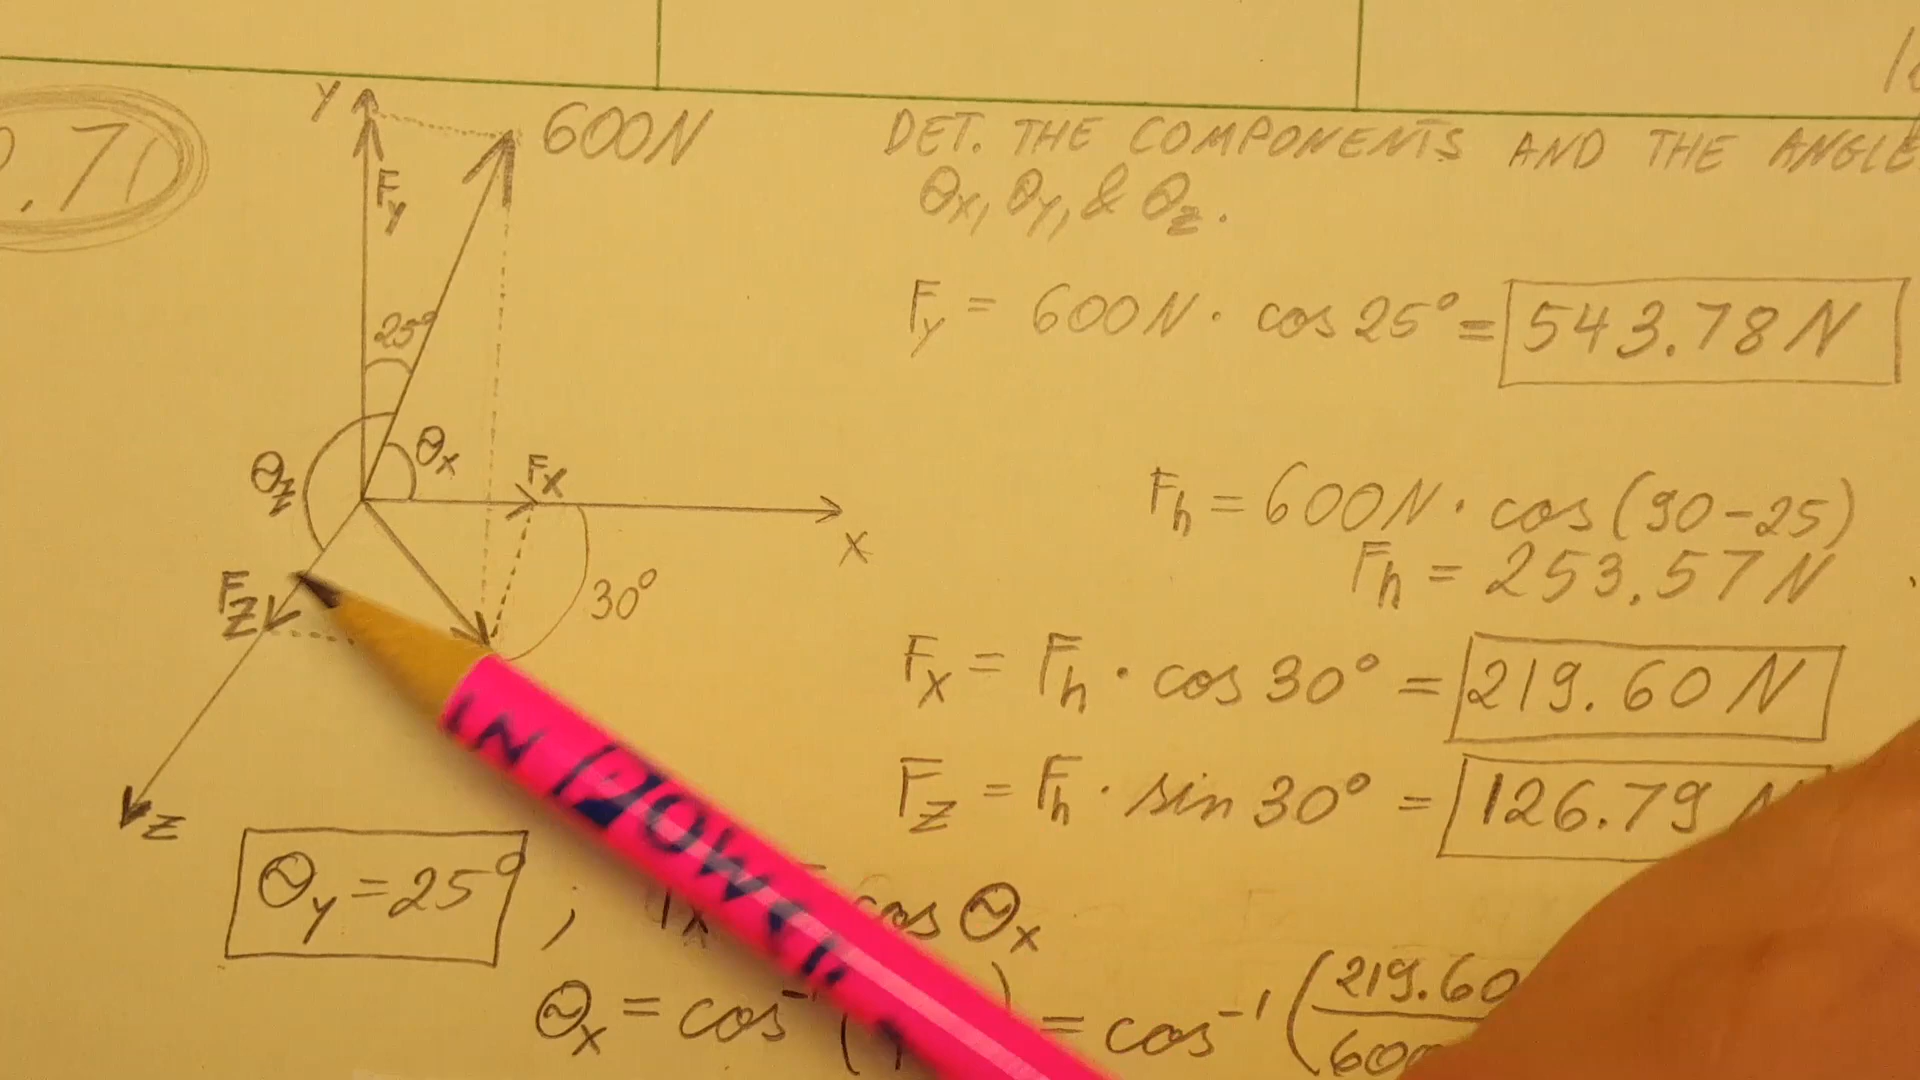 .71
Y
600N
Fy
25°
θz
θx
Fx
X
Fz
30°
Z
DET. THE COMPONENTS AND THE ANGLE
θx, θy, & θz.
Fy = 600N · cos 25° = 543.78 N
Fh = 600N · cos (90-25)
Fh = 253.57 N
Fx = Fh · cos 30° = 219.60 N
Fz = Fh · sin 30° = 126.79 N
θy = 25° ; cos θx
θx = cos⁻¹ ( ) = cos⁻¹ ( 219.60
600